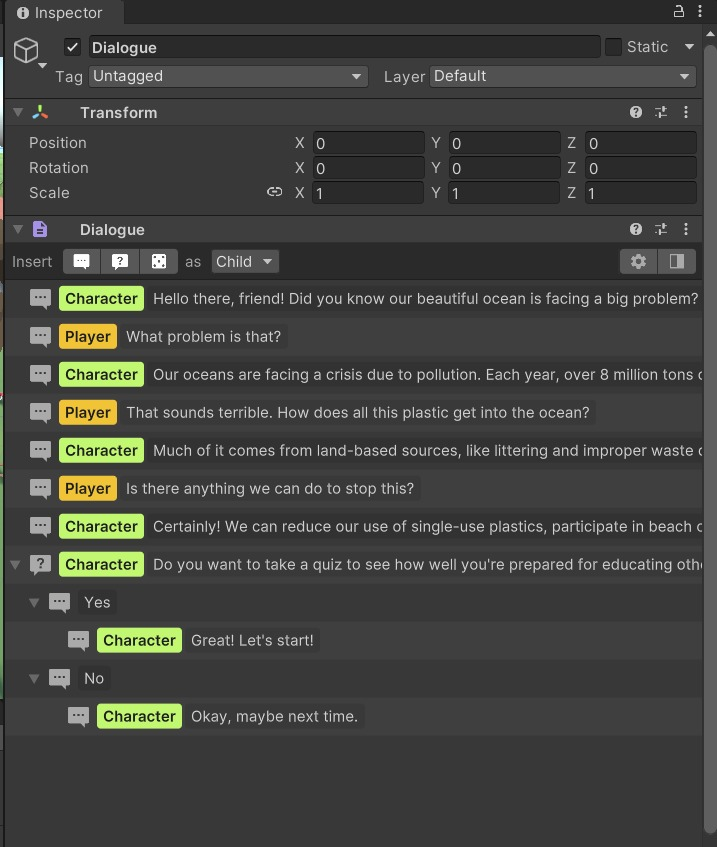 Inspector
Dialogue Static
Tag Untagged Layer Default
Transform
Position X 0 Y 0 Z 0
Rotation X 0 Y 0 Z 0
Scale X 1 Y 1 Z 1
Dialogue
Insert as Child
Character Hello there, friend! Did you know our beautiful ocean is facing a big problem?
Player What problem is that?
Character Our oceans are facing a crisis due to pollution. Each year, over 8 million tons
Player That sounds terrible. How does all this plastic get into the ocean?
Character Much of it comes from land-based sources, like littering and improper waste
Player Is there anything we can do to stop this?
Character Certainly! We can reduce our use of single-use plastics, participate in beach
Character Do you want to take a quiz to see how well you're prepared for educating
Yes
Character Great! Let's start!
No
Character Okay, maybe next time.